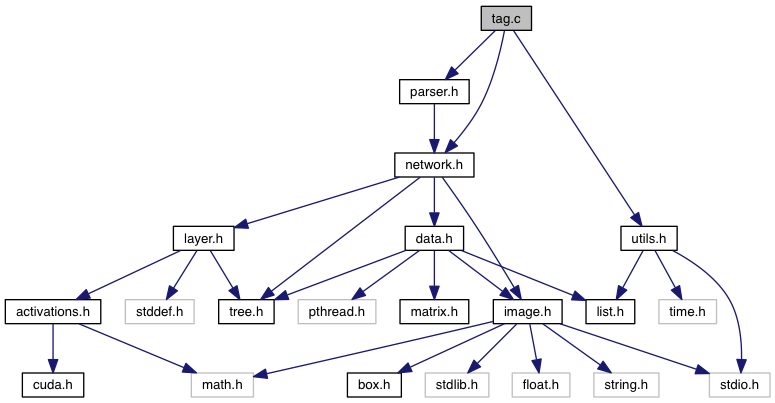 tag.c
parser.h
network.h
layer.h
data.h
utils.h
activations.h
stddef.h
tree.h
pthread.h
matrix.h
image.h
list.h
time.h
cuda.h
math.h
box.h
stdlib.h
float.h
string.h
stdio.h